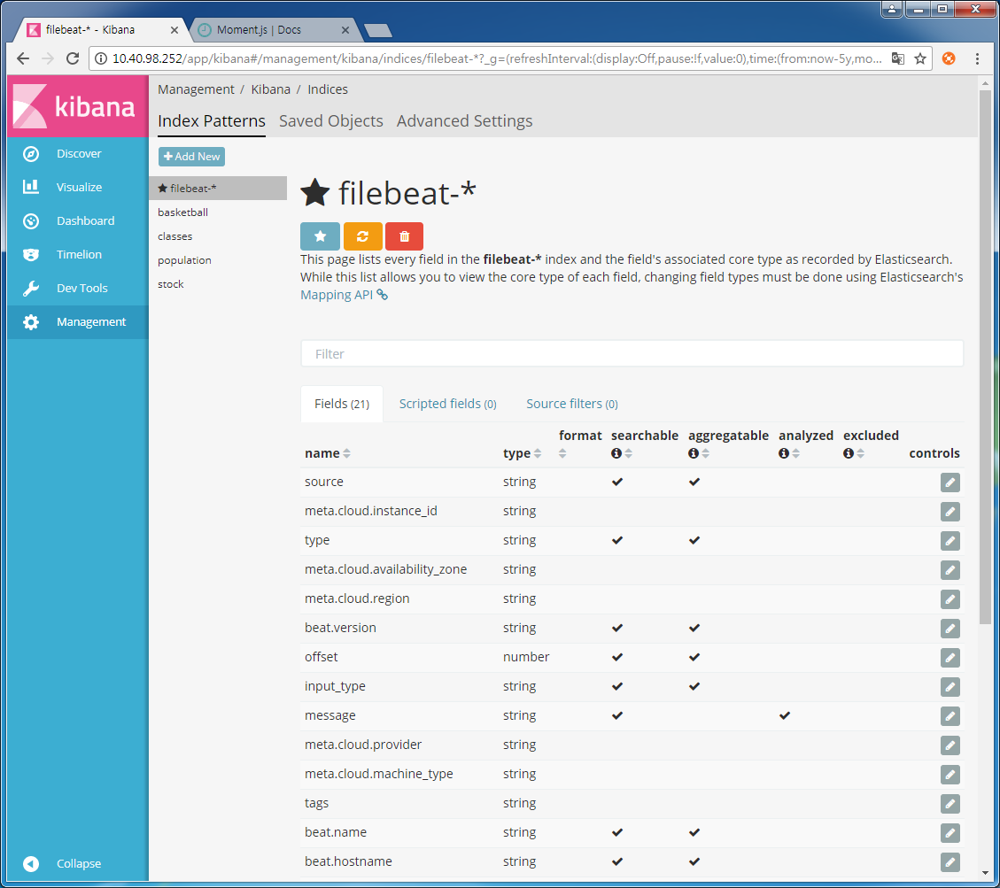 filebeat-* - Kibana
Moment.js | Docs
10.40.98.252/app/kibana#/management/kibana/indices/filebeat-*?_g=(refreshInterval:(display:Off,pause:!f,value:0),time:(from:now-5y,mo...
kibana
Discover
Visualize
Dashboard
Timelion
Dev Tools
Management
Collapse
Management / Kibana / Indices
Index Patterns Saved Objects Advanced Settings
Add New
filebeat-*
basketball
classes
population
stock
filebeat-*
This page lists every field in the filebeat-* index and the field's associated core type as recorded by Elasticsearch.
While this list allows you to view the core type of each field, changing field types must be done using Elasticsearch's
Mapping API
Filter
Fields (21) Scripted fields (0) Source filters (0)
name type format searchable aggregatable analyzed excluded controls
source string
meta.cloud.instance_id string
type string
meta.cloud.availability_zone string
meta.cloud.region string
beat.version string
offset number
input_type string
message string
meta.cloud.provider string
meta.cloud.machine_type string
tags string
beat.name string
beat.hostname string